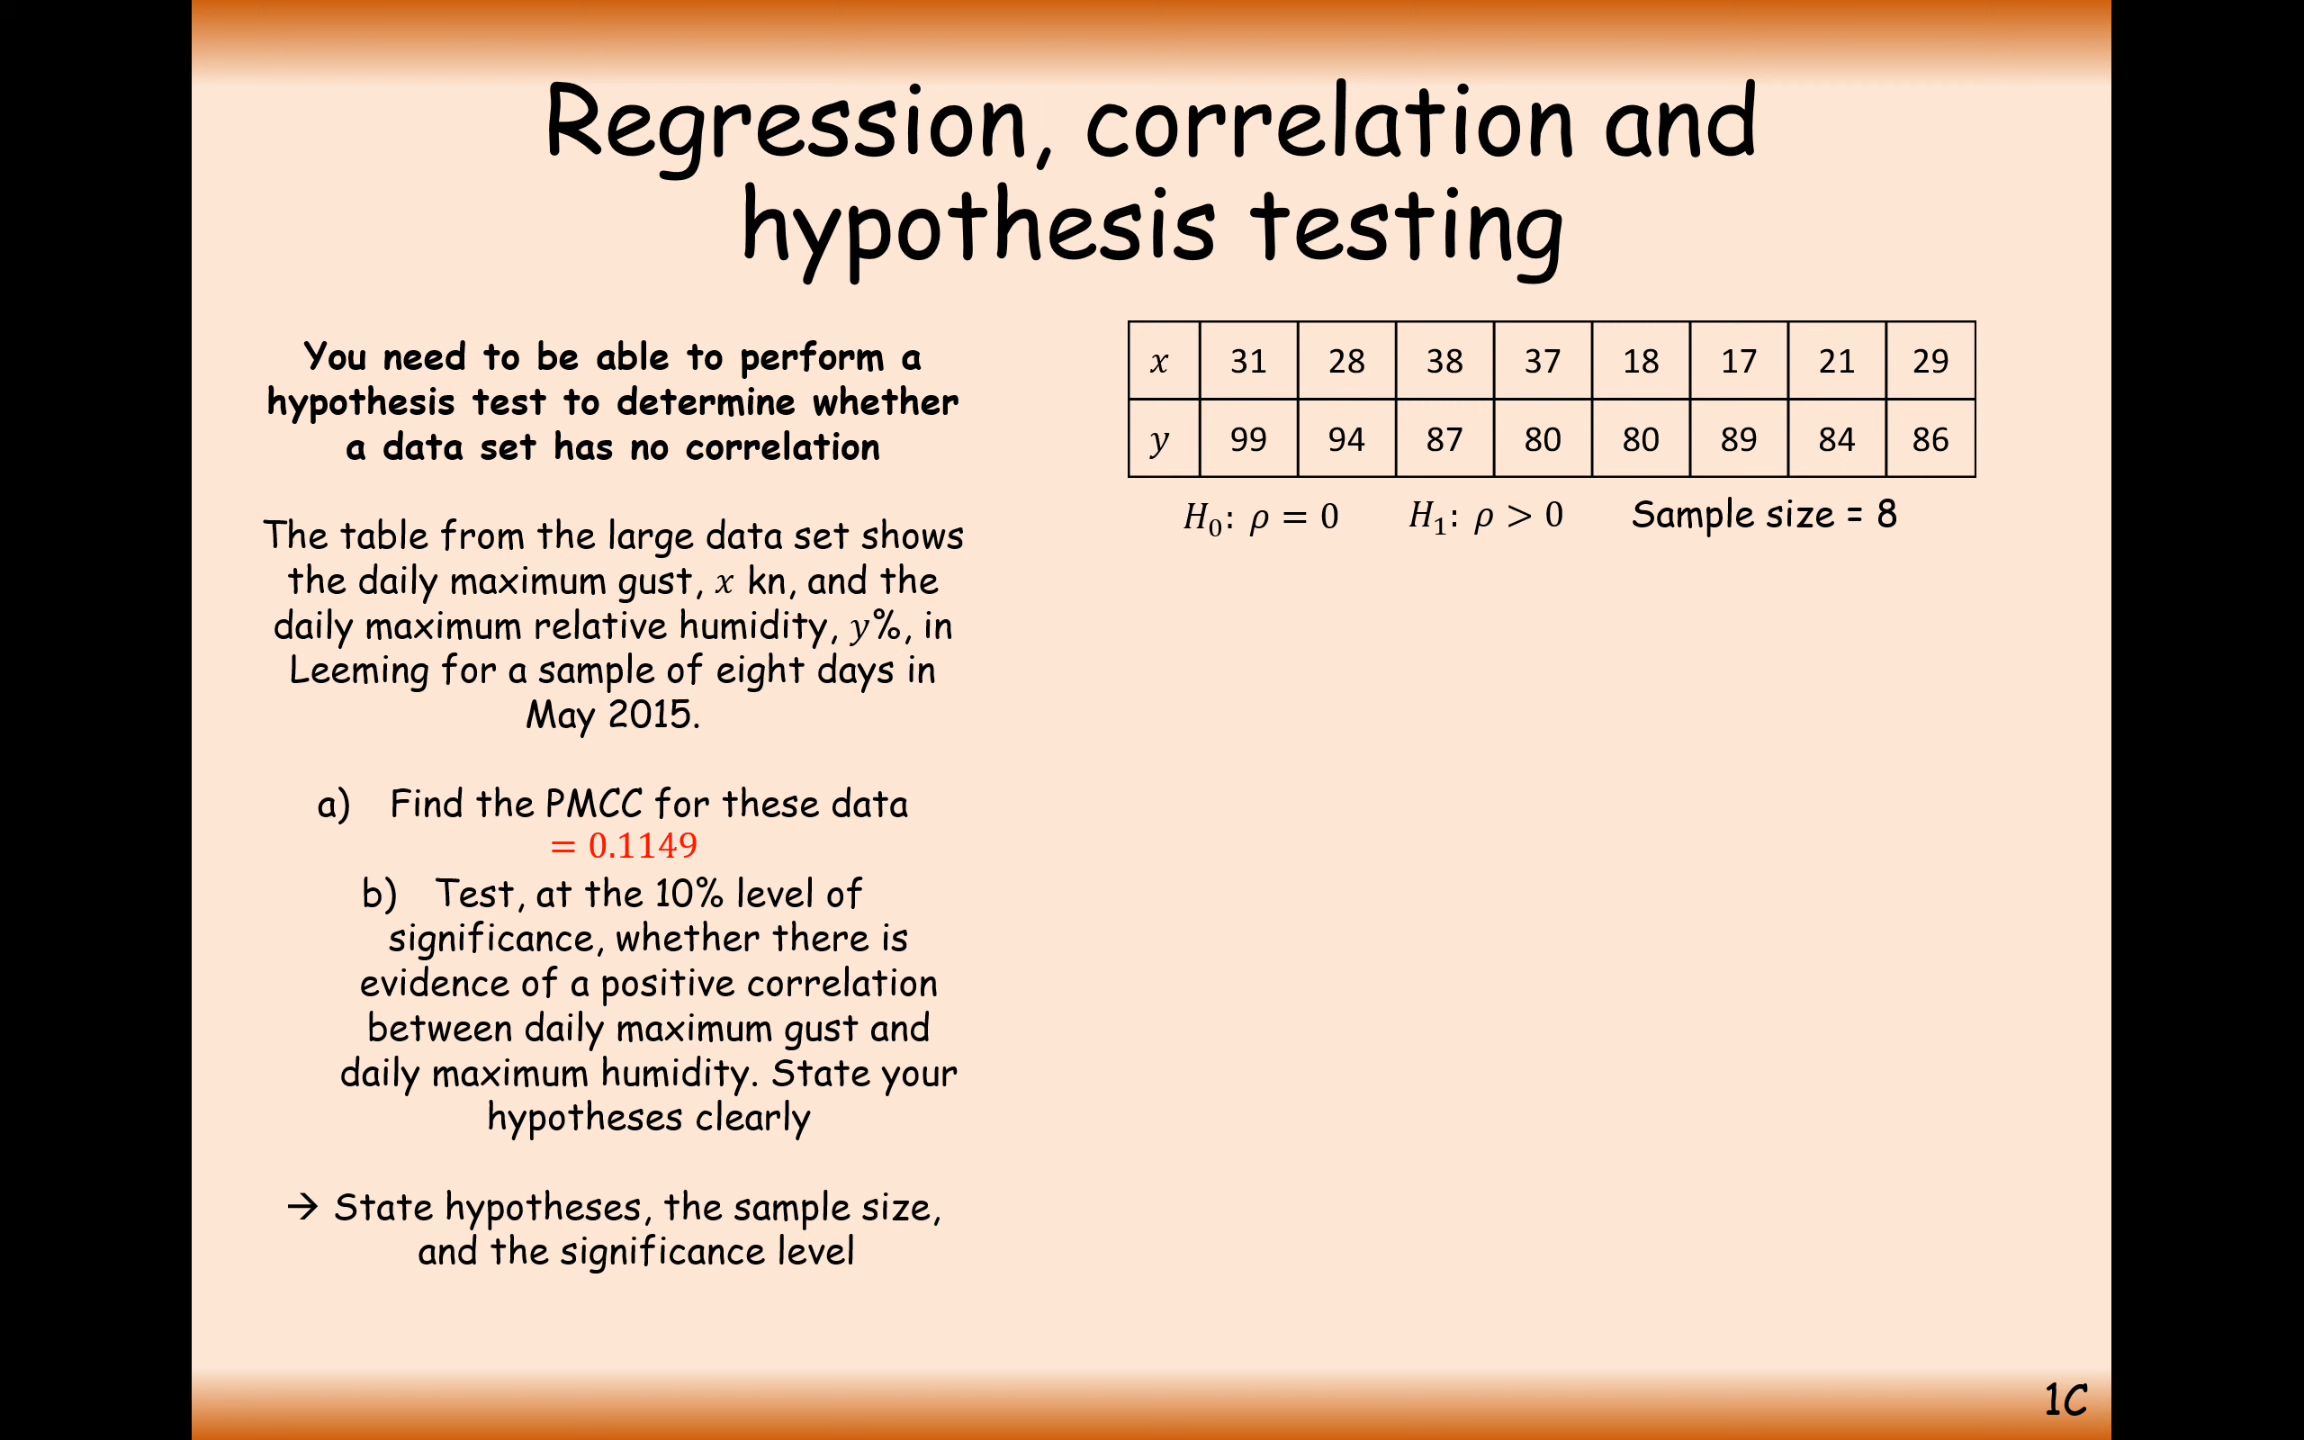 Regression, correlation and
hypothesis testing
You need to be able to perform a
hypothesis test to determine whether
a data set has no correlation
The table from the large data set shows
the daily maximum gust, x kn, and the
daily maximum relative humidity, y%, in
Leeming for a sample of eight days in
May 2015.
a) Find the PMCC for these data
= 0.1149
b) Test, at the 10% level of
significance, whether there is
evidence of a positive correlation
between daily maximum gust and
daily maximum humidity. State your
hypotheses clearly
→ State hypotheses, the sample size,
and the significance level
x 31 28 38 37 18 17 21 29
y 99 94 87 80 80 89 84 86
H₀: ρ = 0 H₁: ρ > 0 Sample size = 8
1C